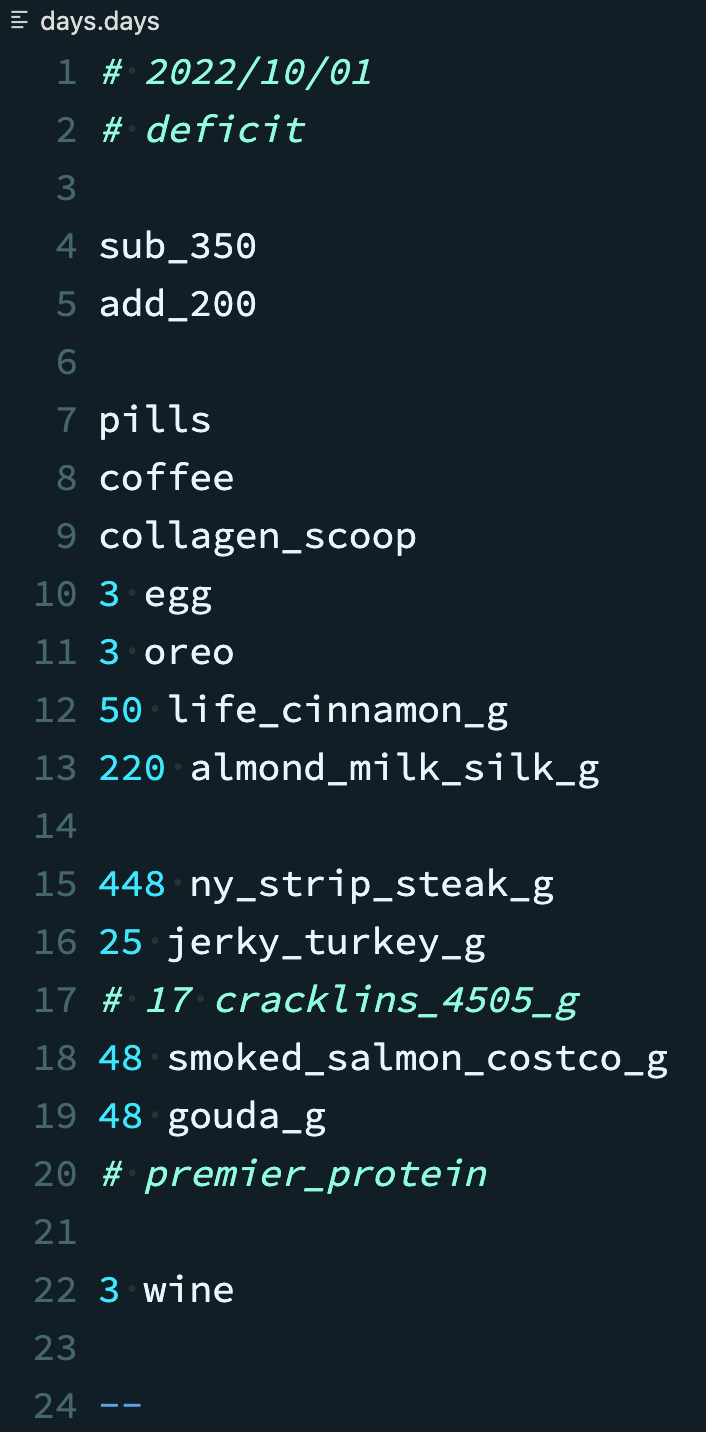 days.days
1 # 2022/10/01
2 # deficit
3
4 sub_350
5 add_200
6
7 pills
8 coffee
9 collagen_scoop
10 3 egg
11 3 oreo
12 50 life_cinnamon_g
13 220 almond_milk_silk_g
14
15 448 ny_strip_steak_g
16 25 jerky_turkey_g
17 # 17 cracklins_4505_g
18 48 smoked_salmon_costco_g
19 48 gouda_g
20 # premier_protein
21
22 3 wine
23
24 --